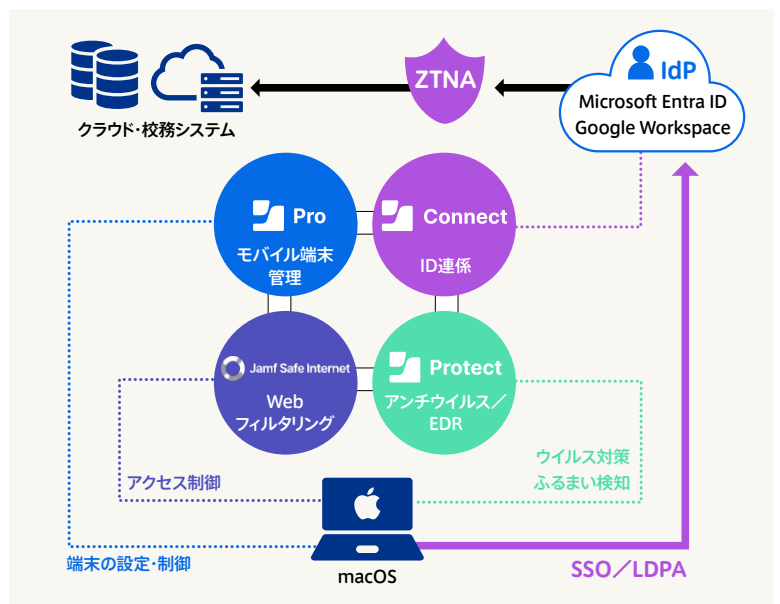 ZTNA
IdP
Microsoft Entra ID
Google Workspace
クラウド・校務システム
Pro
モバイル端末
管理
Connect
ID連係
Jamf Safe Internet
Web
フィルタリング
Protect
アンチウイルス／
EDR
アクセス制御
ウイルス対策
ふるまい検知
端末の設定・制御
macOS
SSO／LDPA